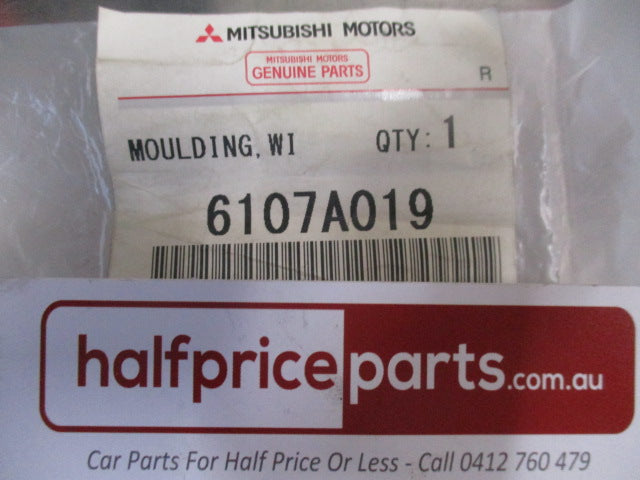 MITSUBISHI MOTORS
MITSUBISHI MOTORS
GENUINE PARTS
R
MOULDING, WI QTY: 1
6107A019
halfpriceparts.com.au
Car Parts For Half Price Or Less - Call 0412 760 479